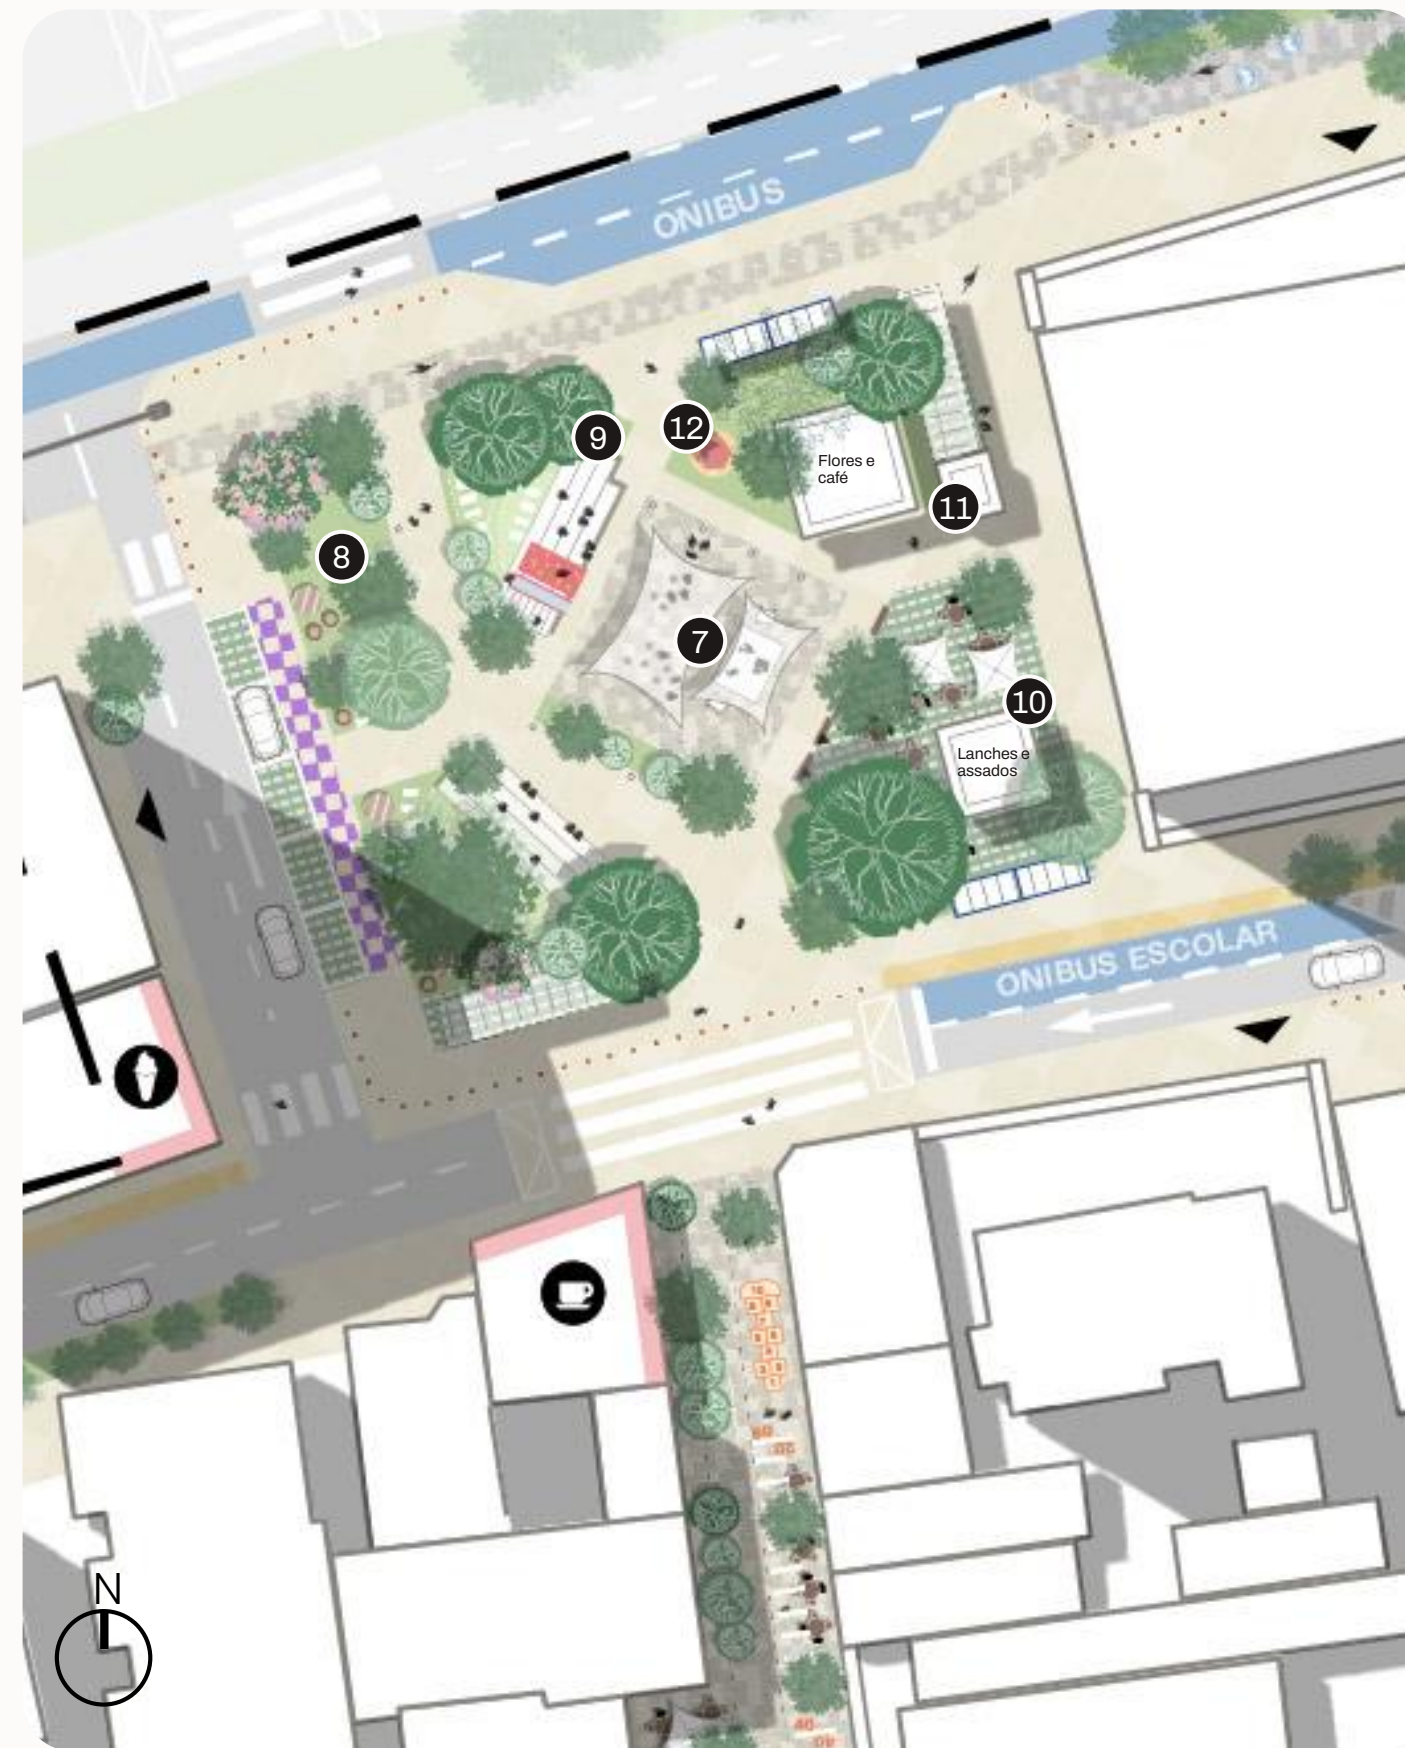 ONIBUS
9
12
Flores e
café
11
8
7
10
Lanches e
assados
ONIBUS ESCOLAR
N